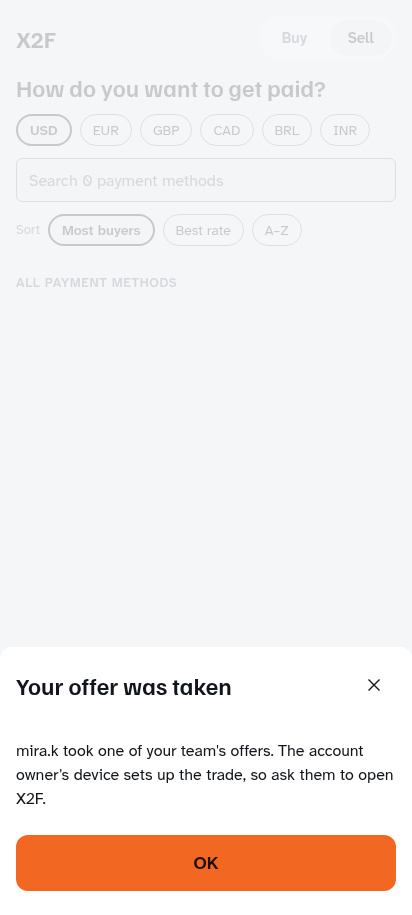 X2F
Buy
Sell
How do you want to get paid?
USD
EUR
GBP
CAD
BRL
INR
Search 0 payment methods
Sort
Most buyers
Best rate
A–Z
ALL PAYMENT METHODS
Your offer was taken
mira.k took one of your team's offers. The account
owner's device sets up the trade, so ask them to open
X2F.
OK